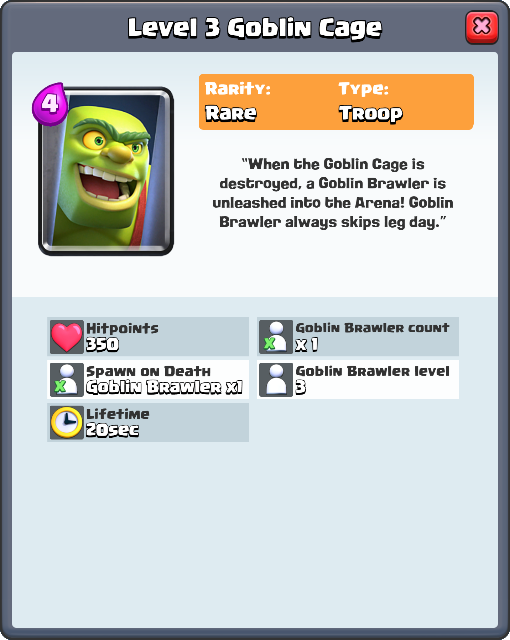 Level 3 Goblin Cage
4
Rarity: Type:
Rare Troop
“When the Goblin Cage is
destroyed, a Goblin Brawler is
unleashed into the Arena! Goblin
Brawler always skips leg day.”
Hitpoints
350
Goblin Brawler count
x 1
Spawn on Death
Goblin Brawler x1
Goblin Brawler level
3
Lifetime
20sec